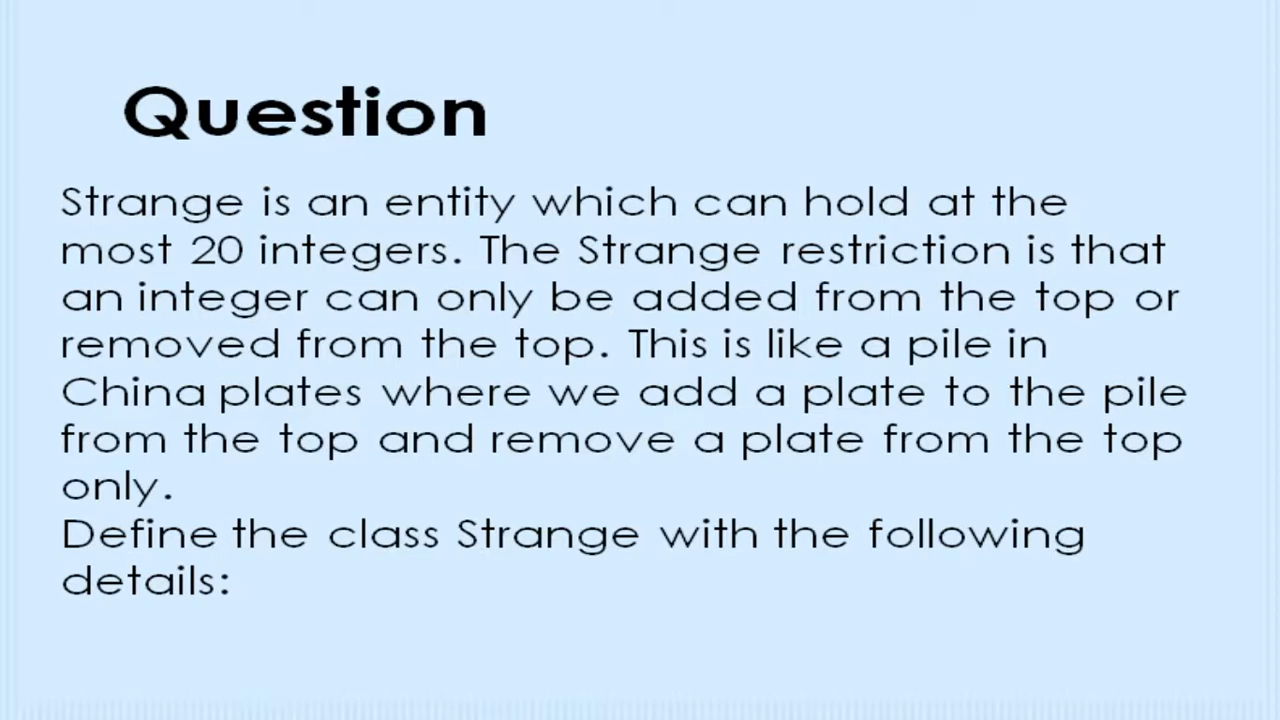 Question
Strange is an entity which can hold at the
most 20 integers. The Strange restriction is that
an integer can only be added from the top or
removed from the top. This is like a pile in
China plates where we add a plate to the pile
from the top and remove a plate from the top
only.
Define the class Strange with the following
details: